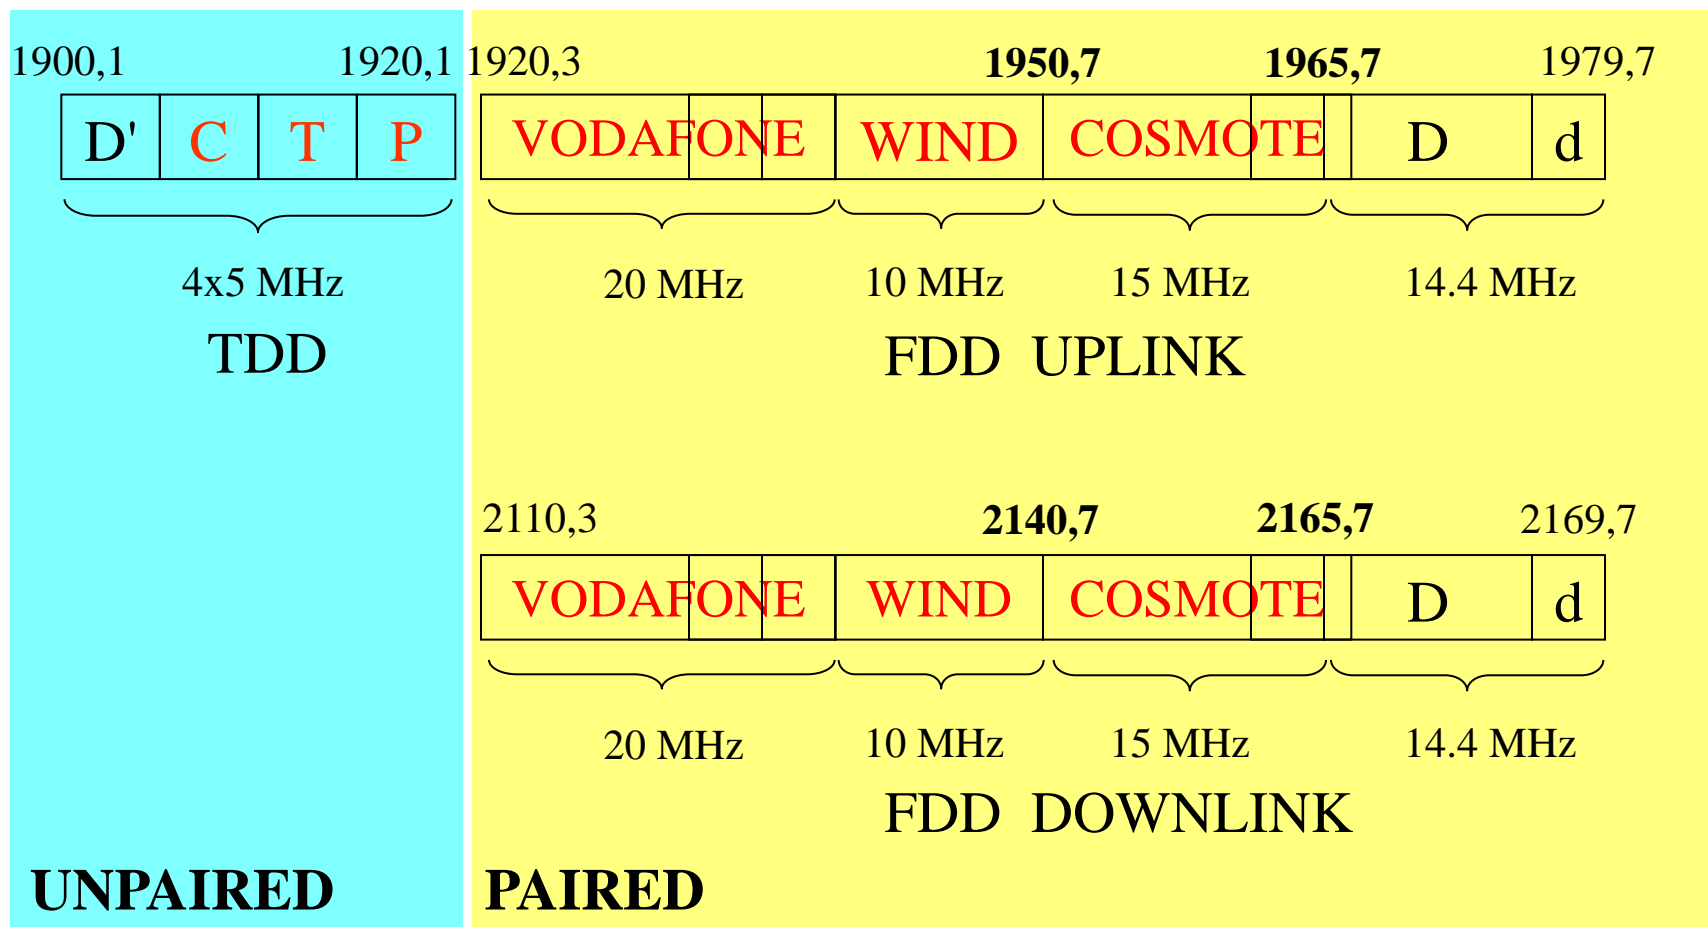 1900,1 1920,1 1920,3 1950,7 1965,7 1979,7
D' C T P VODAFONE WIND COSMOTE D d
4x5 MHz 20 MHz 10 MHz 15 MHz 14.4 MHz
TDD FDD UPLINK
2110,3 2140,7 2165,7 2169,7
VODAFONE WIND COSMOTE D d
20 MHz 10 MHz 15 MHz 14.4 MHz
FDD DOWNLINK
UNPAIRED PAIRED